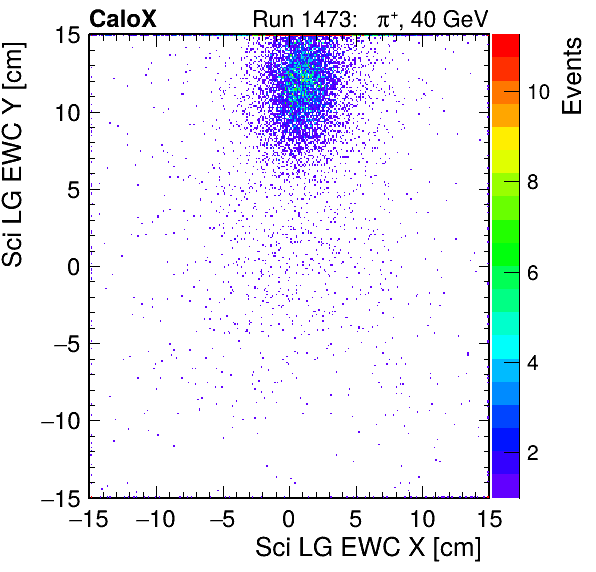 CaloX Run 1473: π⁺, 40 GeV
Sci LG EWC Y [cm]
15
10
5
0
−5
−10
−15
−15 −10 −5 0 5 10 15
Sci LG EWC X [cm]
Events
10
8
6
4
2